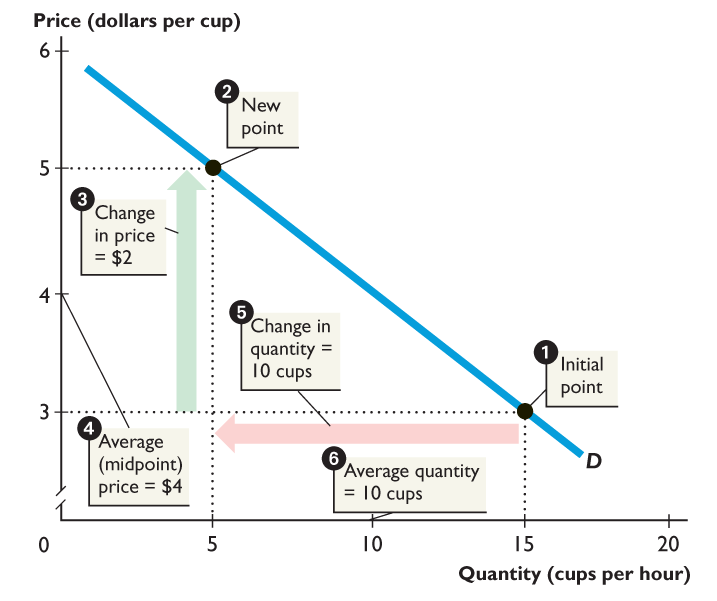 Price (dollars per cup)
6
2
New
point
5
3
Change
in price
= $2
4
5
Change in
quantity =
10 cups
1
Initial
point
3
4
Average
(midpoint)
price = $4
6
Average quantity
= 10 cups
D
0
5
10
15
20
Quantity (cups per hour)